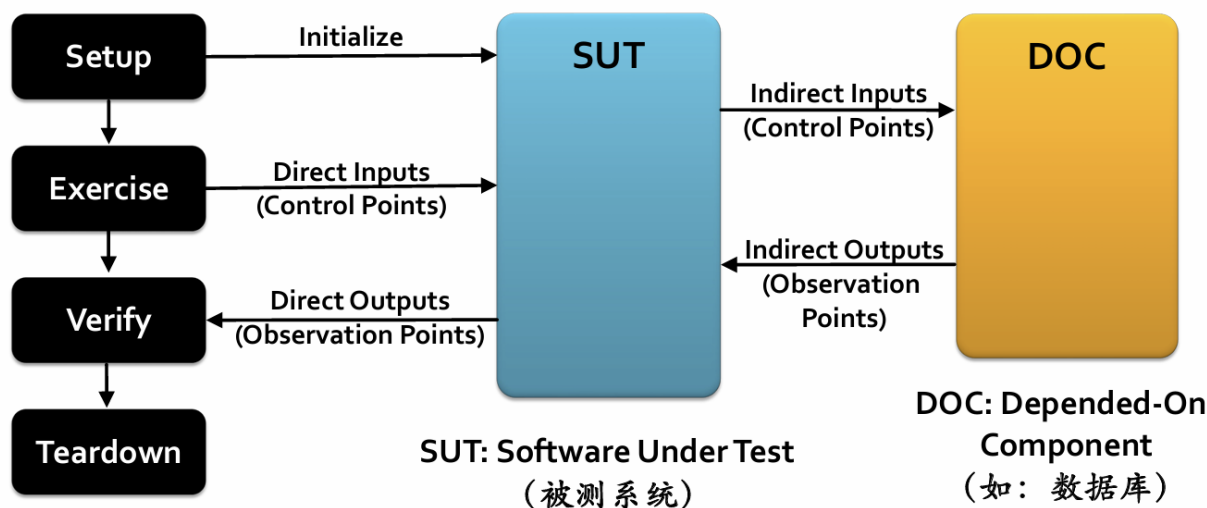 Setup
Initialize
SUT
DOC
Indirect Inputs
(Control Points)
Exercise
Direct Inputs
(Control Points)
Indirect Outputs
(Observation
Points)
Verify
Direct Outputs
(Observation Points)
Teardown
SUT: Software Under Test
(被测系统)
DOC: Depended-On
Component
(如：数据库)